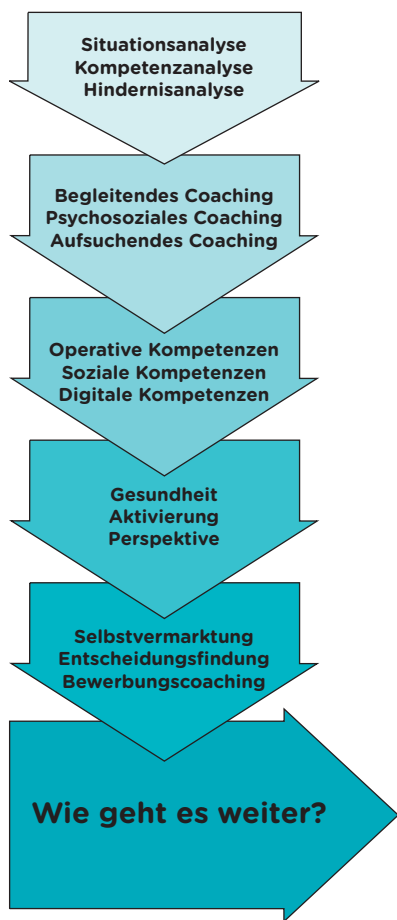 Situationsanalyse
Kompetenzanalyse
Hindernisanalyse
Begleitendes Coaching
Psychosoziales Coaching
Aufsuchendes Coaching
Operative Kompetenzen
Soziale Kompetenzen
Digitale Kompetenzen
Gesundheit
Aktivierung
Perspektive
Selbstvermarktung
Entscheidungsfindung
Bewerbungscoaching
Wie geht es weiter?